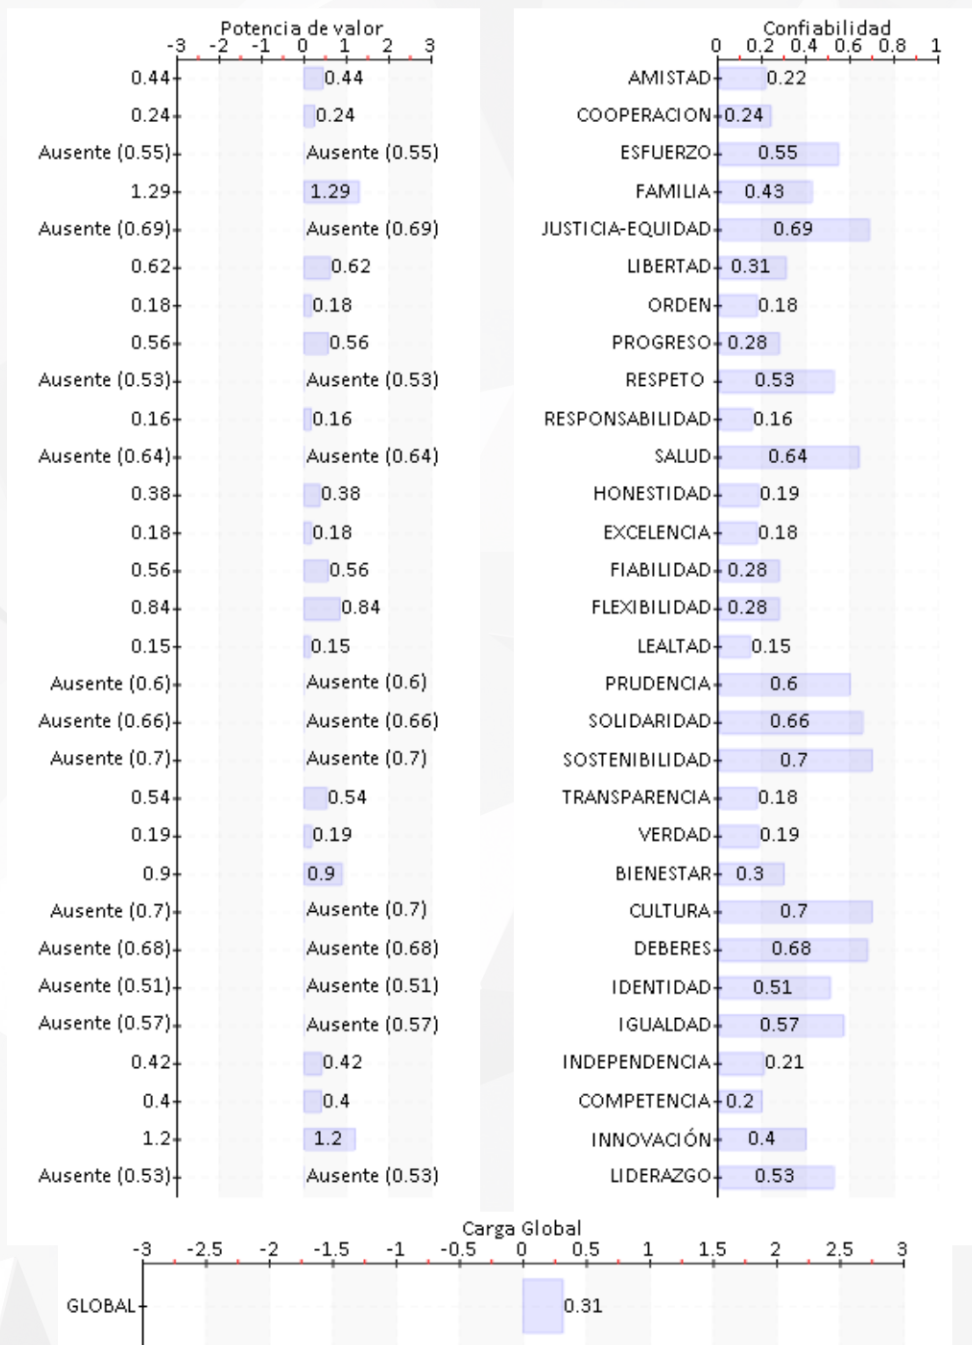 Potencia de valor Confiabilidad
-3 -2 -1 0 1 2 3 0 0.2 0.4 0.6 0.8 1
0.44 0.44 AMISTAD 0.22
0.24 0.24 COOPERACION 0.24
Ausente (0.55) Ausente (0.55) ESFUERZO 0.55
1.29 1.29 FAMILIA 0.43
Ausente (0.69) Ausente (0.69) JUSTICIA-EQUIDAD 0.69
0.62 0.62 LIBERTAD 0.31
0.18 0.18 ORDEN 0.18
0.56 0.56 PROGRESO 0.28
Ausente (0.53) Ausente (0.53) RESPETO 0.53
0.16 0.16 RESPONSABILIDAD 0.16
Ausente (0.64) Ausente (0.64) SALUD 0.64
0.38 0.38 HONESTIDAD 0.19
0.18 0.18 EXCELENCIA 0.18
0.56 0.56 FIABILIDAD 0.28
0.84 0.84 FLEXIBILIDAD 0.28
0.15 0.15 LEALTAD 0.15
Ausente (0.6) Ausente (0.6) PRUDENCIA 0.6
Ausente (0.66) Ausente (0.66) SOLIDARIDAD 0.66
Ausente (0.7) Ausente (0.7) SOSTENIBILIDAD 0.7
0.54 0.54 TRANSPARENCIA 0.18
0.19 0.19 VERDAD 0.19
0.9 0.9 BIENESTAR 0.3
Ausente (0.7) Ausente (0.7) CULTURA 0.7
Ausente (0.68) Ausente (0.68) DEBERES 0.68
Ausente (0.51) Ausente (0.51) IDENTIDAD 0.51
Ausente (0.57) Ausente (0.57) IGUALDAD 0.57
0.42 0.42 INDEPENDENCIA 0.21
0.4 0.4 COMPETENCIA 0.2
1.2 1.2 INNOVACIÓN 0.4
Ausente (0.53) Ausente (0.53) LIDERAZGO 0.53
Carga Global
-3 -2.5 -2 -1.5 -1 -0.5 0 0.5 1 1.5 2 2.5 3
GLOBAL 0.31